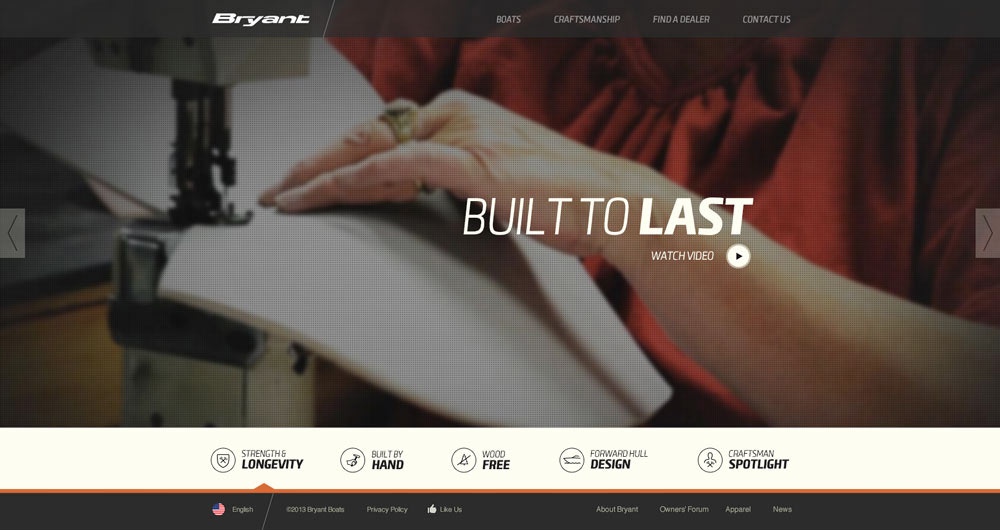 Bryant
BOATS CRAFTSMANSHIP FIND A DEALER CONTACT US
BUILT TO LAST
WATCH VIDEO
STRENGTH &
LONGEVITY
BUILT BY
HAND
WOOD
FREE
FORWARD HULL
DESIGN
CRAFTSMAN
SPOTLIGHT
English ©2013 Bryant Boats Privacy Policy Like Us About Bryant Owners' Forum Apparel News